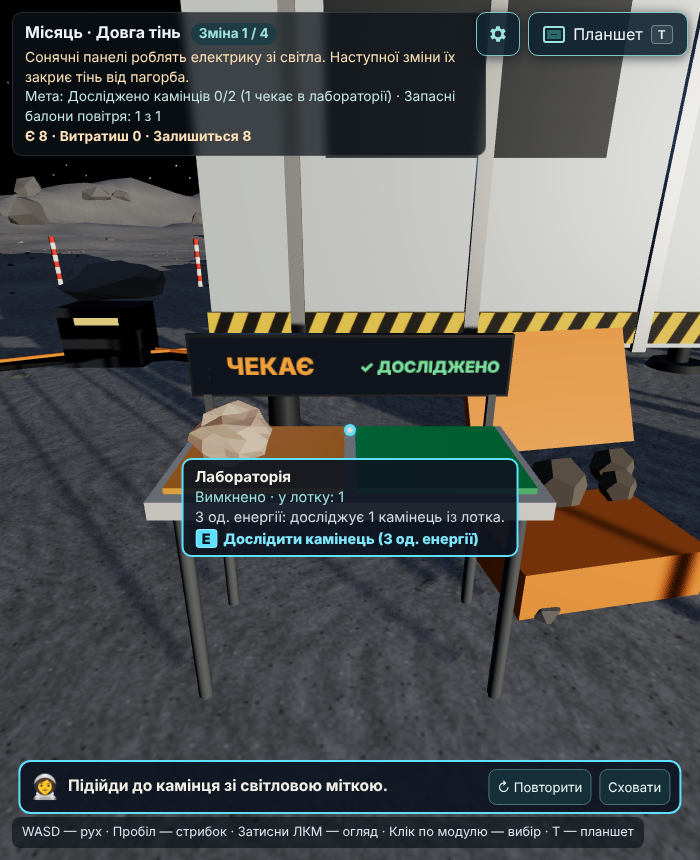 Місяць · Довга тінь Зміна 1 / 4
Сонячні панелі роблять електрику зі світла. Наступної зміни їх
закриє тінь від пагорба.
Мета: Досліджено камінців 0/2 (1 чекає в лабораторії) · Запасні
балони повітря: 1 з 1
Є 8 · Витратиш 0 · Залишиться 8
Планшет T
ЧЕКАЄ ✓ ДОСЛІДЖЕНО
Лабораторія
Вимкнено · у лотку: 1
3 од. енергії: досліджує 1 камінець із лотка.
E Дослідити камінець (3 од. енергії)
Підійди до камінця зі світловою міткою.
↻ Повторити
Сховати
WASD — рух · Пробіл — стрибок · Затисни ЛКМ — огляд · Клік по модулю — вибір · T — планшет